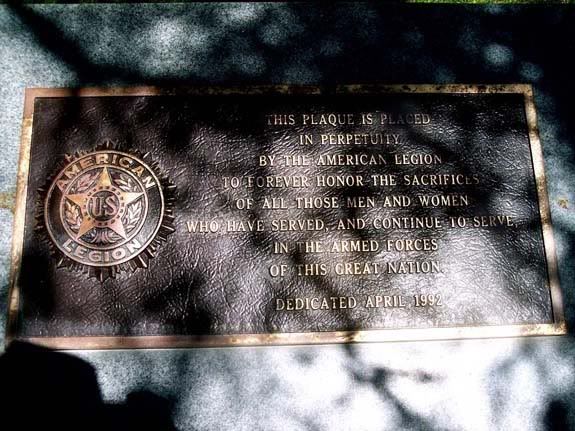 AMERICAN
U.S
LEGION
THIS PLAQUE IS PLACED
IN PERPETUITY
BY THE AMERICAN LEGION
TO FOREVER HONOR THE SACRIFICES
OF ALL THOSE MEN AND WOMEN
WHO HAVE SERVED, AND CONTINUE TO SERVE,
IN THE ARMED FORCES
OF THIS GREAT NATION.
DEDICATED APRIL, 1992